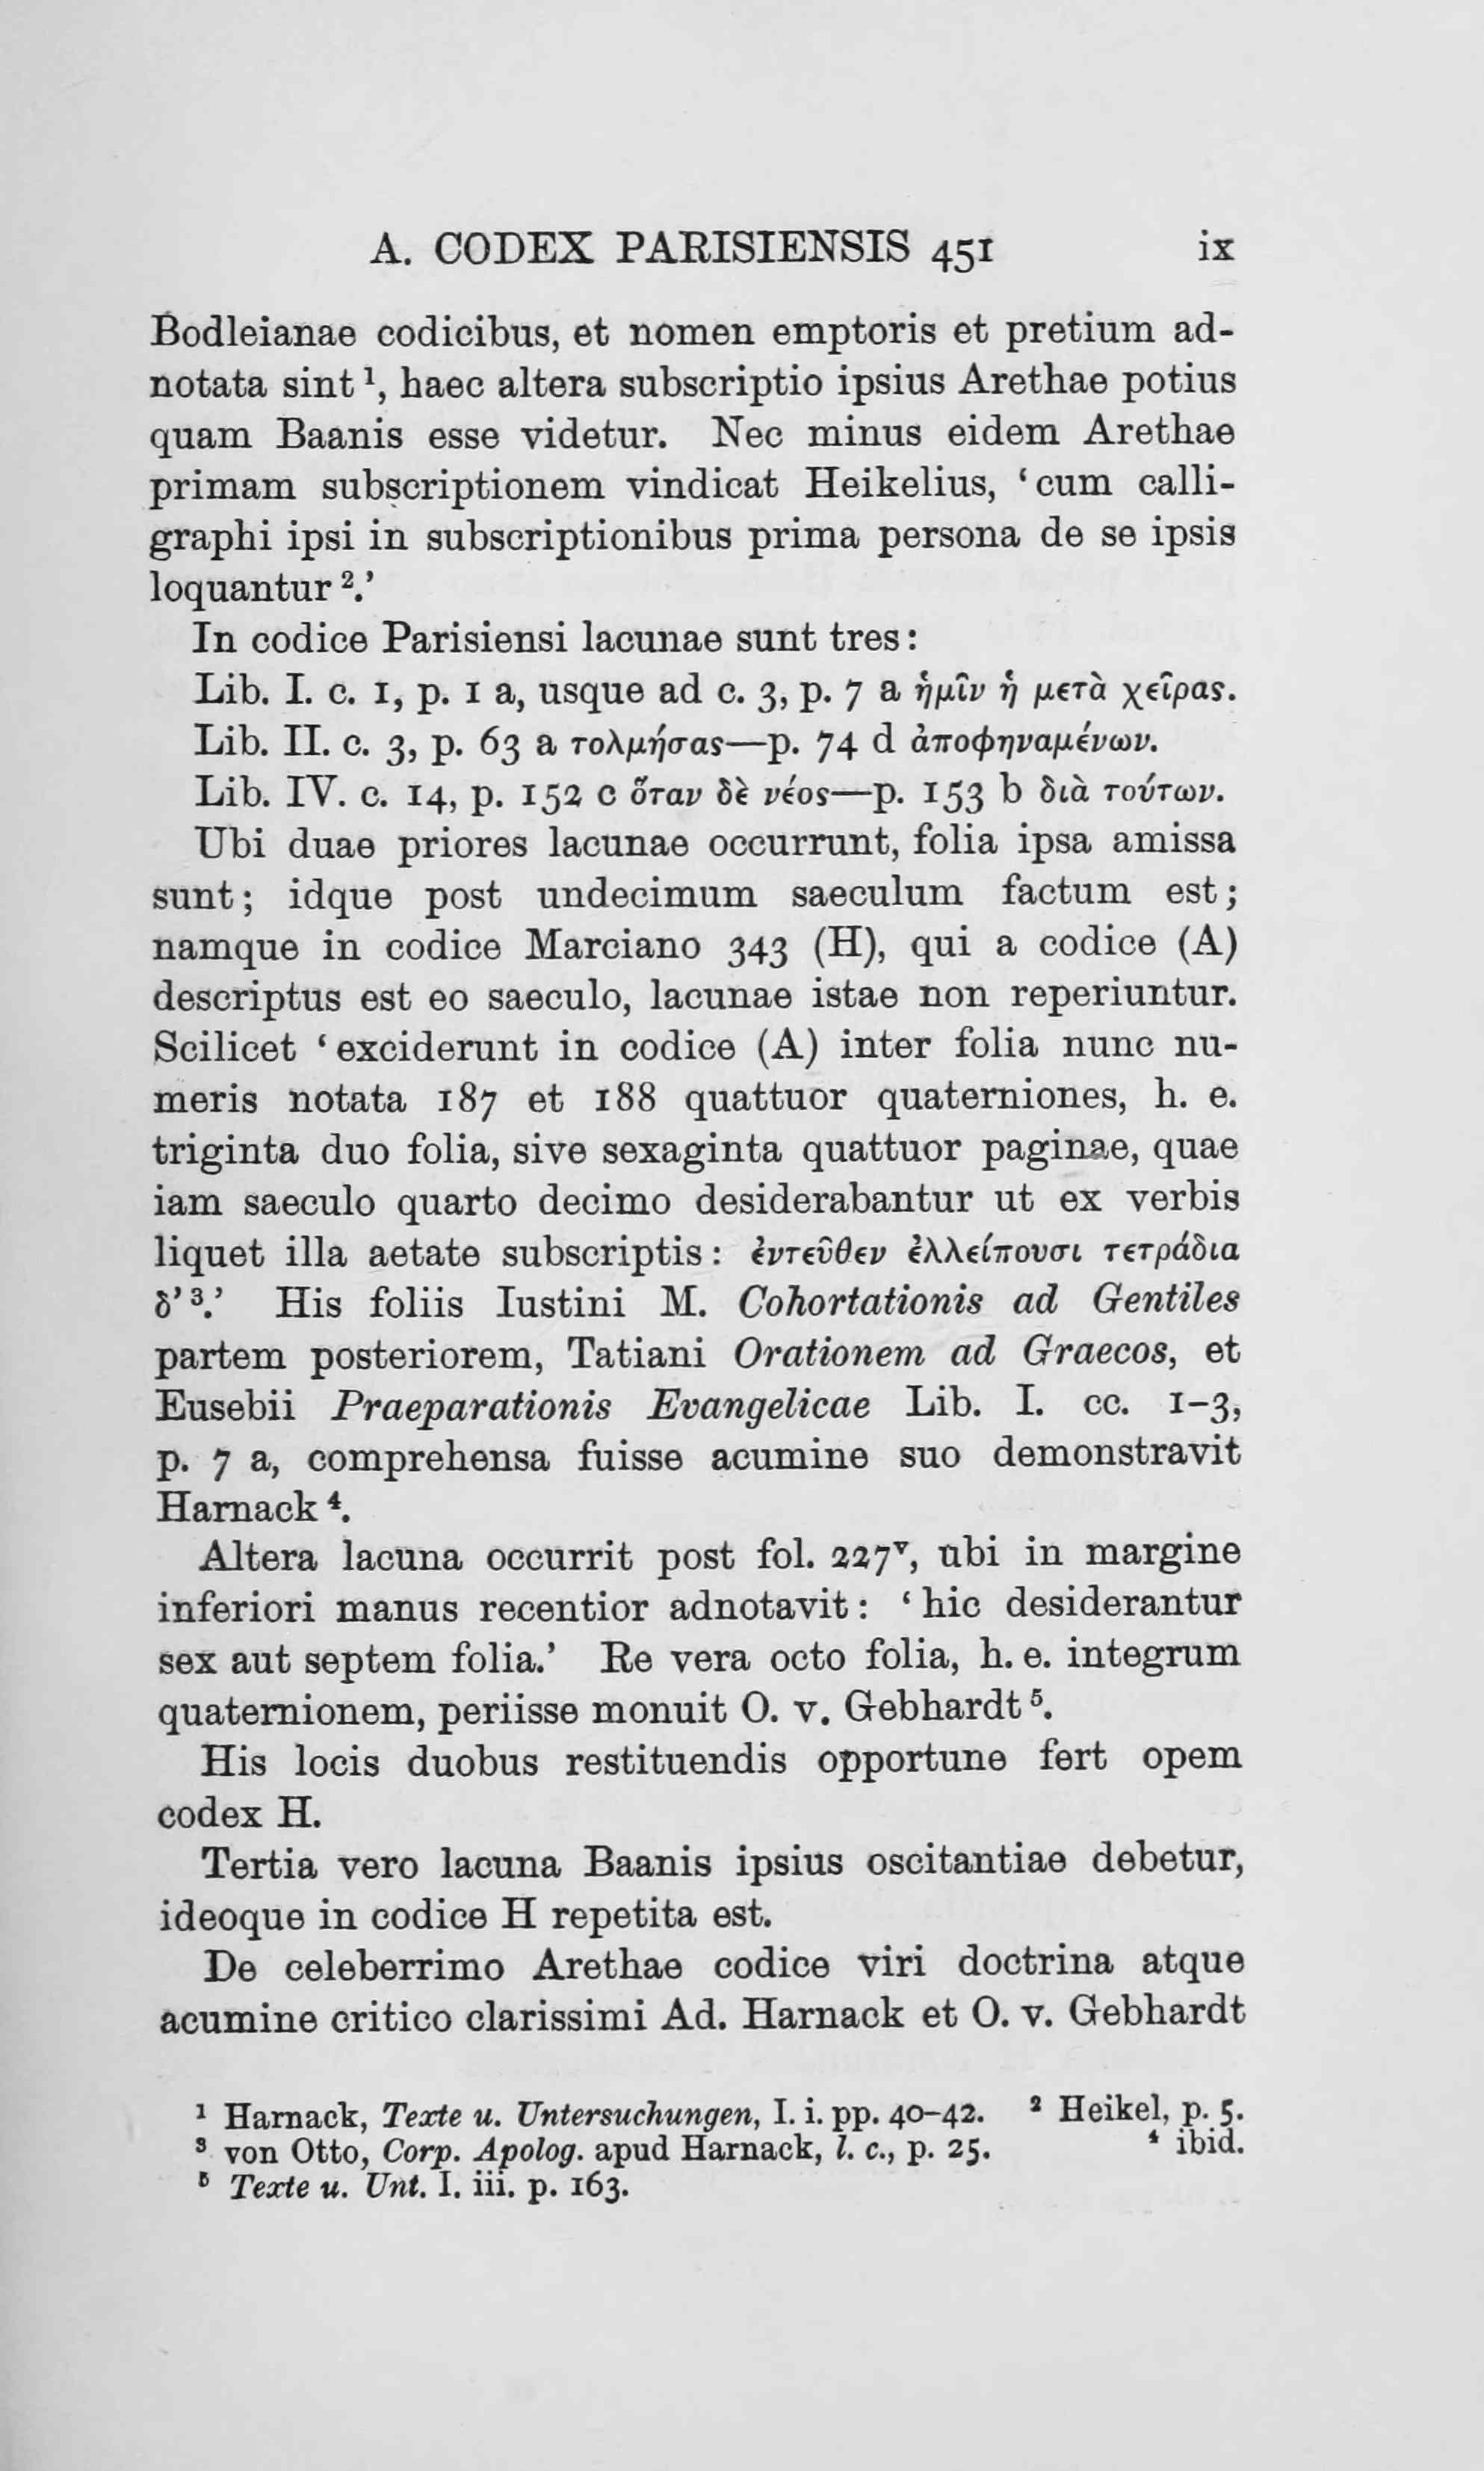 A. CODEX PARISIENSIS 451 ix
Bodleianae codicibus, et nomen emptoris et pretium ad-
notata sint ¹, haec altera subscriptio ipsius Arethae potius
quam Baanis esse videtur. Nec minus eidem Arethae
primam subscriptionem vindicat Heikelius, ‘cum calli-
graphi ipsi in subscriptionibus prima persona de se ipsis
loquantur ².’
In codice Parisiensi lacunae sunt tres:
Lib. I. c. 1, p. 1 a, usque ad c. 3, p. 7 a ἡμῖν ἡ μετὰ χεῖρας.
Lib. II. c. 3, p. 63 a τολμήσας—p. 74 d ἀποφηναμένων.
Lib. IV. c. 14, p. 152 c ὅταν δὲ νέος—p. 153 b διὰ τούτων.
Ubi duae priores lacunae occurrunt, folia ipsa amissa
sunt; idque post undecimum saeculum factum est;
namque in codice Marciano 343 (H), qui a codice (A)
descriptus est eo saeculo, lacunae istae non reperiuntur.
Scilicet ‘exciderunt in codice (A) inter folia nunc nu-
meris notata 187 et 188 quattuor quaterniones, h. e.
triginta duo folia, sive sexaginta quattuor paginae, quae
iam saeculo quarto decimo desiderabantur ut ex verbis
liquet illa aetate subscriptis: ἐντεῦθεν ἐλλείπουσι τετράδια
δ’ ³.’ His foliis Iustini M. Cohortationis ad Gentiles
partem posteriorem, Tatiani Orationem ad Graecos, et
Eusebii Praeparationis Evangelicae Lib. I. cc. 1–3,
p. 7 a, comprehensa fuisse acumine suo demonstravit
Harnack ⁴.
Altera lacuna occurrit post fol. 227ᵛ, ubi in margine
inferiori manus recentior adnotavit: ‘hic desiderantur
sex aut septem folia.’ Re vera octo folia, h. e. integrum
quaternionem, periisse monuit O. v. Gebhardt ⁵.
His locis duobus restituendis opportune fert opem
codex H.
Tertia vero lacuna Baanis ipsius oscitantiae debetur,
ideoque in codice H repetita est.
De celeberrimo Arethae codice viri doctrina atque
acumine critico clarissimi Ad. Harnack et O. v. Gebhardt
¹ Harnack, Texte u. Untersuchungen, I. i. pp. 40–42. ² Heikel, p. 5.
³ von Otto, Corp. Apolog. apud Harnack, l. c., p. 25. ⁴ ibid.
⁵ Texte u. Unt. I. iii. p. 163.